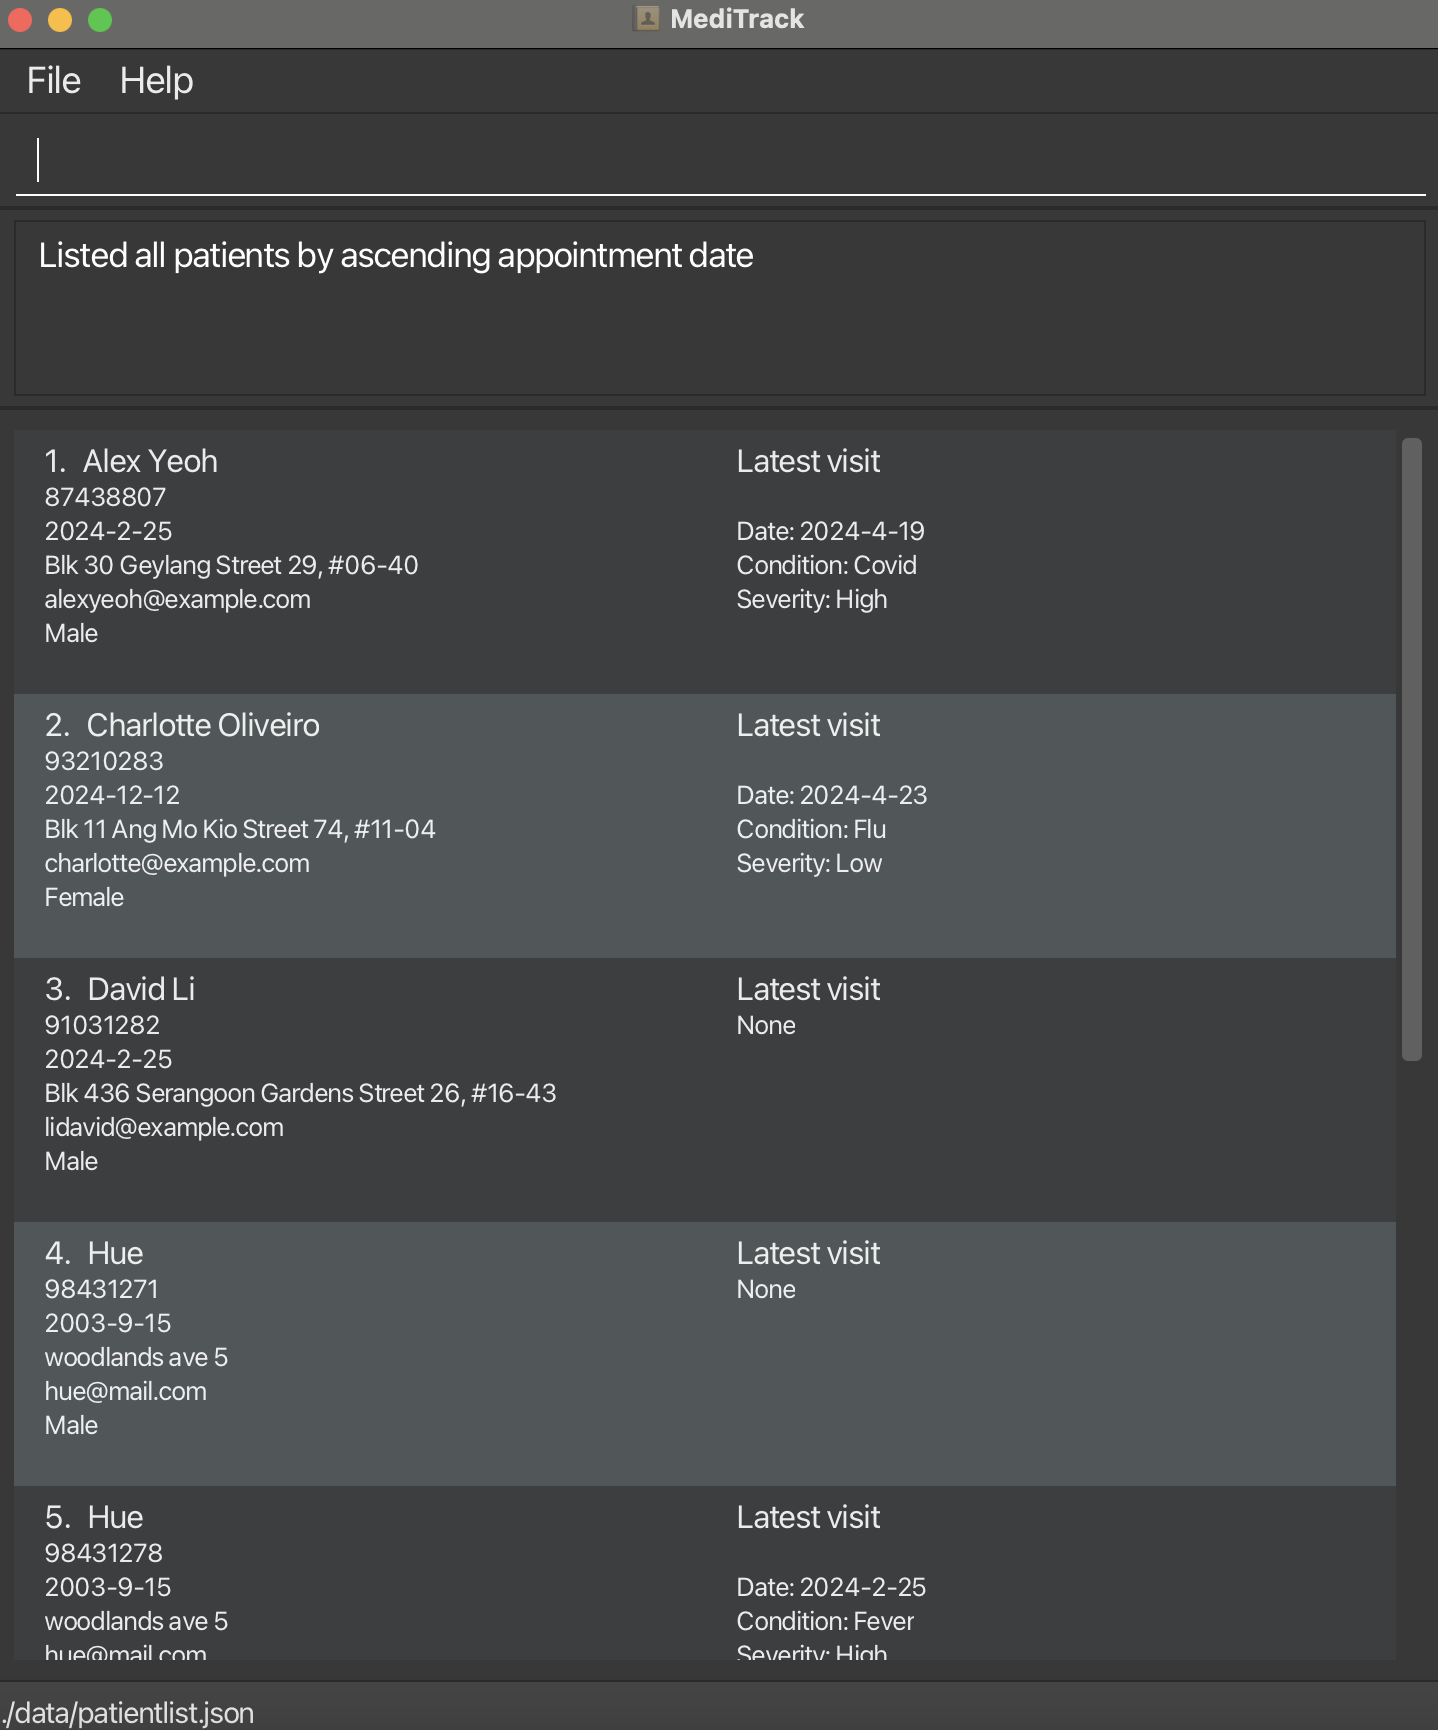 MediTrack
File Help
Listed all patients by ascending appointment date
1. Alex Yeoh
87438807
2024-2-25
Blk 30 Geylang Street 29, #06-40
alexyeoh@example.com
Male
Latest visit
Date: 2024-4-19
Condition: Covid
Severity: High
2. Charlotte Oliveiro
93210283
2024-12-12
Blk 11 Ang Mo Kio Street 74, #11-04
charlotte@example.com
Female
Latest visit
Date: 2024-4-23
Condition: Flu
Severity: Low
3. David Li
91031282
2024-2-25
Blk 436 Serangoon Gardens Street 26, #16-43
lidavid@example.com
Male
Latest visit
None
4. Hue
98431271
2003-9-15
woodlands ave 5
hue@mail.com
Male
Latest visit
None
5. Hue
98431278
2003-9-15
woodlands ave 5
hue@mail.com
Latest visit
Date: 2024-2-25
Condition: Fever
Severity: High
./data/patientlist.json